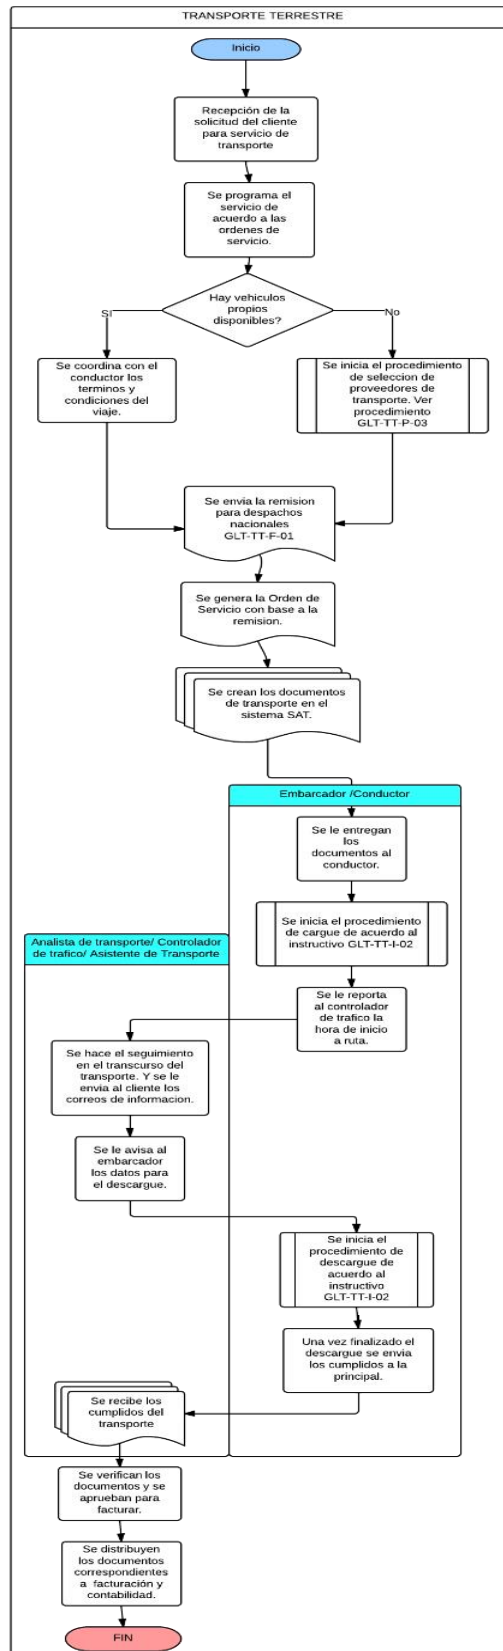 TRANSPORTE TERRESTRE
Inicio
Recepción de la
solicitud del cliente
para servicio de
transporte
Se programa el
servicio de
acuerdo a las
ordenes de
servicio.
Hay vehiculos
propios
disponibles?
Sí
No
Se coordina con el
conductor los
terminos y
condiciones del
viaje.
Se inicia el procedimiento
de seleccion de
proveedores de
transporte. Ver
procedimiento
GLT-TT-P-03
Se envia la remision
para despachos
nacionales
GLT-TT-F-01
Se genera la Orden de
Servicio con base a la
remision.
Se crean los documentos
de transporte en el
sistema SAT.
Embarcador /Conductor
Se le entregan
los
documentos al
conductor.
Se inicia el procedimiento
de cargue de acuerdo al
instructivo GLT-TT-I-02
Analista de transporte/ Controlador
de trafico/ Asistente de Transporte
Se le reporta
al controlador
de trafico la
hora de inicio
a ruta.
Se hace el seguimiento
en el transcurso del
transporte. Y se le
envia al cliente los
correos de informacion.
Se le avisa al
embarcador
los datos para
el descargue.
Se inicia el
procedimiento de
descargue de
acuerdo al
instructivo
GLT-TT-I-02
Una vez finalizado el
descargue se envia
los cumplidos a la
principal.
Se recibe los
cumplidos del
transporte
Se verifican los
documentos y se
aprueban para
facturar.
Se distribuyen
los documentos
correspondientes
a facturación y
contabilidad.
FIN